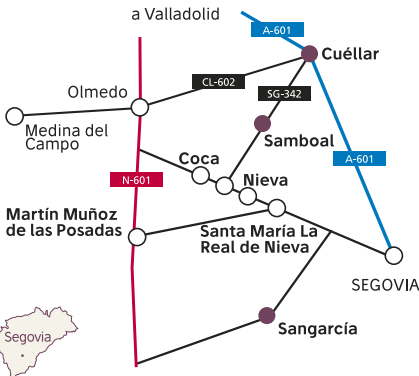 a Valladolid
A-601
Cuéllar
CL-602
Olmedo
SG-342
Medina del
Campo
Samboal
Coca
A-601
Nieva
N-601
Martín Muñoz
de las Posadas
Santa María La
Real de Nieva
SEGOVIA
Sangarcía
Segovia